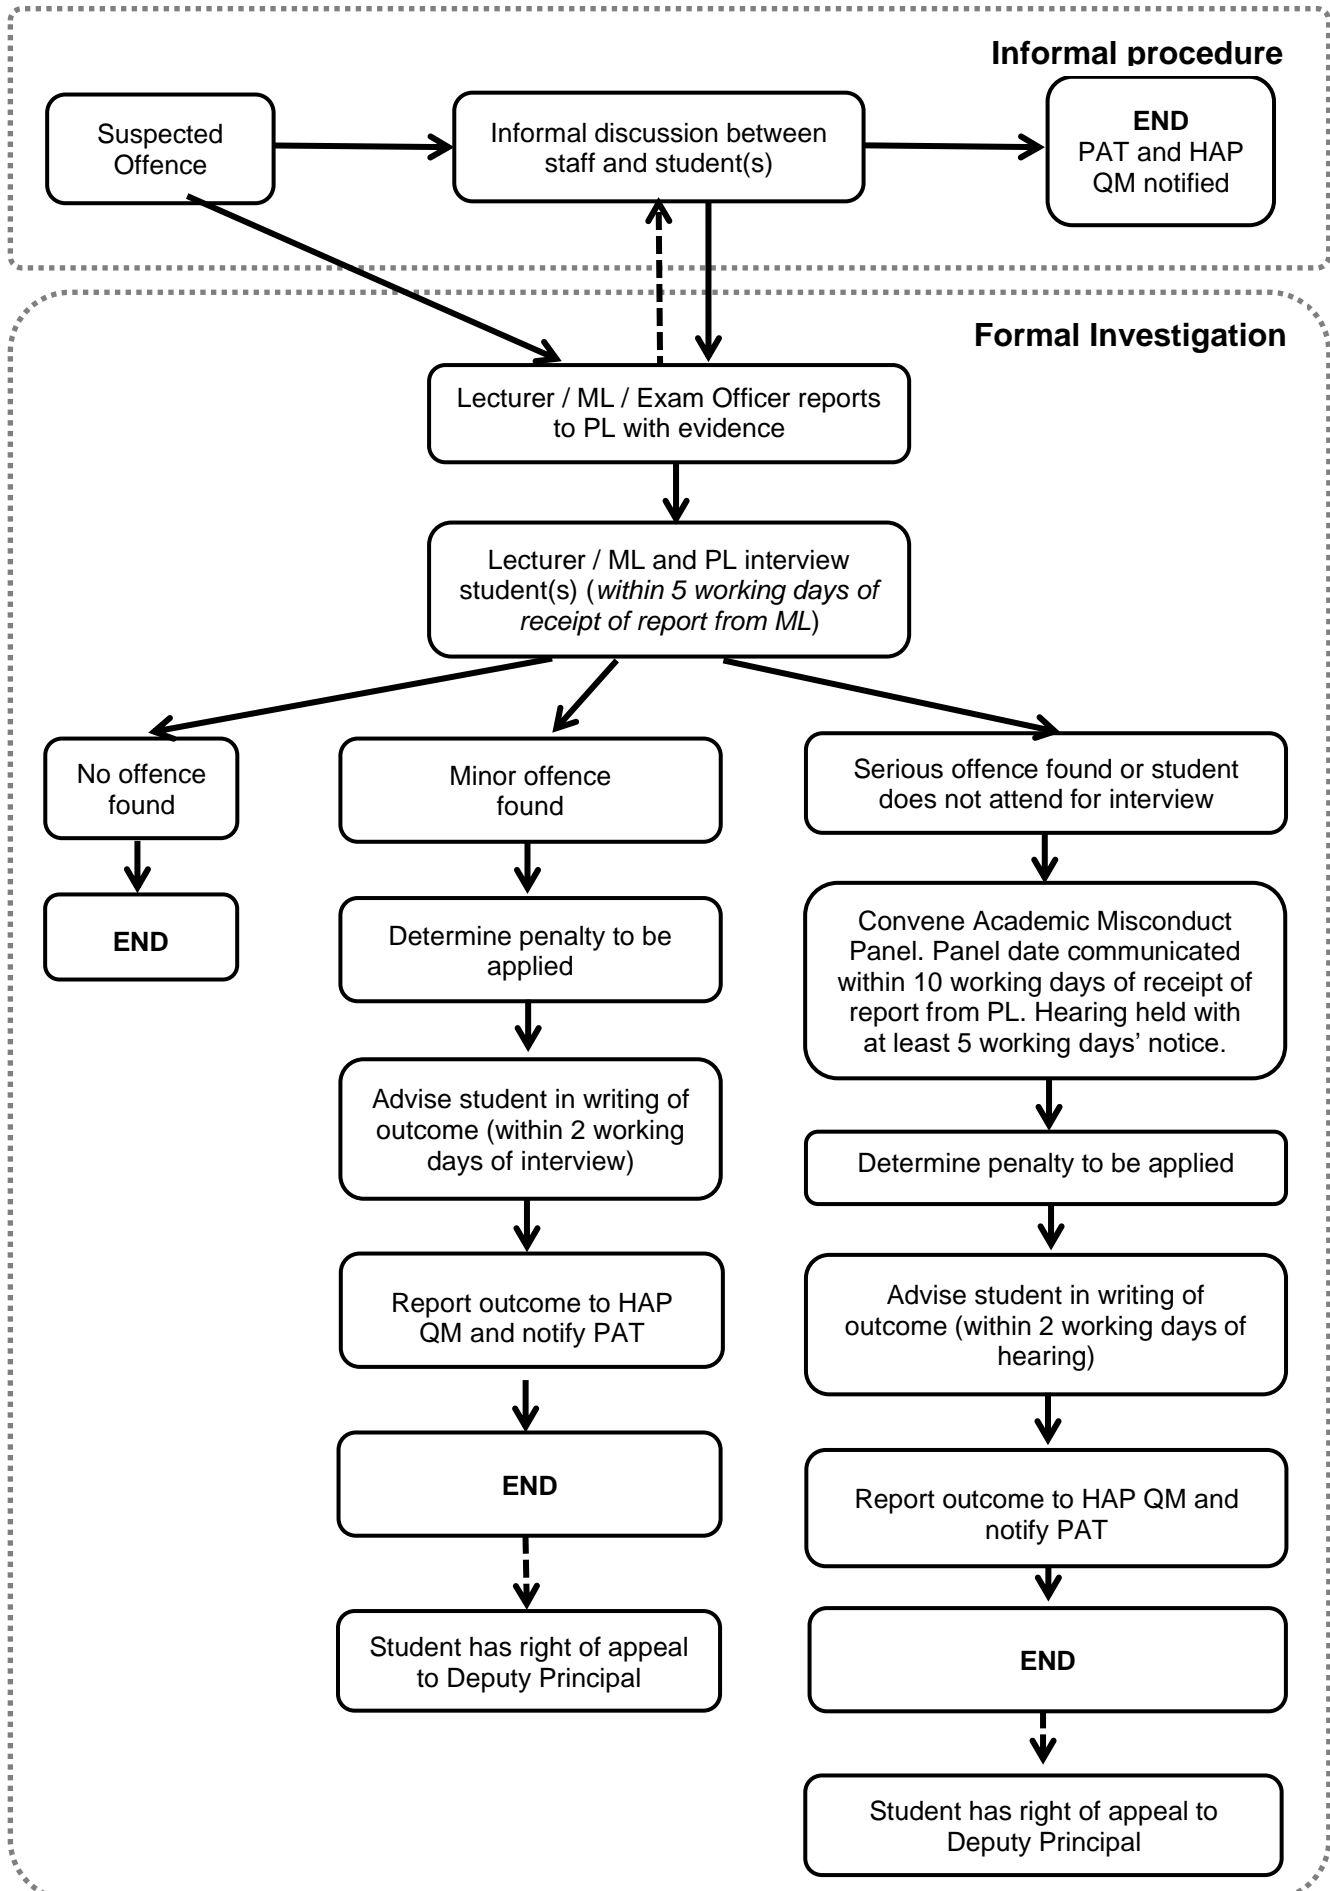 Informal procedure
Suspected
Offence
Informal discussion between
staff and student(s)
END
PAT and HAP
QM notified
Formal Investigation
Lecturer / ML / Exam Officer reports
to PL with evidence
Lecturer / ML and PL interview
student(s) (within 5 working days of
receipt of report from ML)
No offence
found
END
Minor offence
found
Determine penalty to be
applied
Advise student in writing of
outcome (within 2 working
days of interview)
Report outcome to HAP
QM and notify PAT
END
Student has right of appeal
to Deputy Principal
Serious offence found or student
does not attend for interview
Convene Academic Misconduct
Panel. Panel date communicated
within 10 working days of receipt of
report from PL. Hearing held with
at least 5 working days’ notice.
Determine penalty to be applied
Advise student in writing of
outcome (within 2 working days of
hearing)
Report outcome to HAP QM and
notify PAT
END
Student has right of appeal to
Deputy Principal